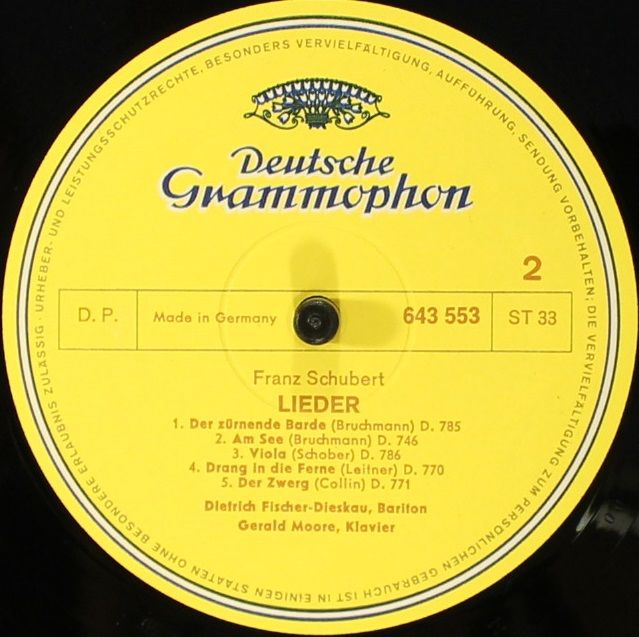 URHEBER- UND LEISTUNGSSCHUTZRECHTE, BESONDERS VERVIELFÄLTIGUNG, AUFFÜHRUNG, SENDUNG VORBEHALTEN; DIE VERVIELFÄLTIGUNG ZUM PERSÖNLICHEN GEBRAUCH IST IN EINIGEN STAATEN OHNE BESONDERE ERLAUBNIS ZULÄSSIG ·
Deutsche
Grammophon
2
D. P. Made in Germany 643 553 ST 33
Franz Schubert
LIEDER
1. Der zürnende Barde (Bruchmann) D. 785
2. Am See (Bruchmann) D. 746
3. Viola (Schober) D. 786
4. Drang in die Ferne (Leitner) D. 770
5. Der Zwerg (Collin) D. 771
Dietrich Fischer-Dieskau, Bariton
Gerald Moore, Klavier